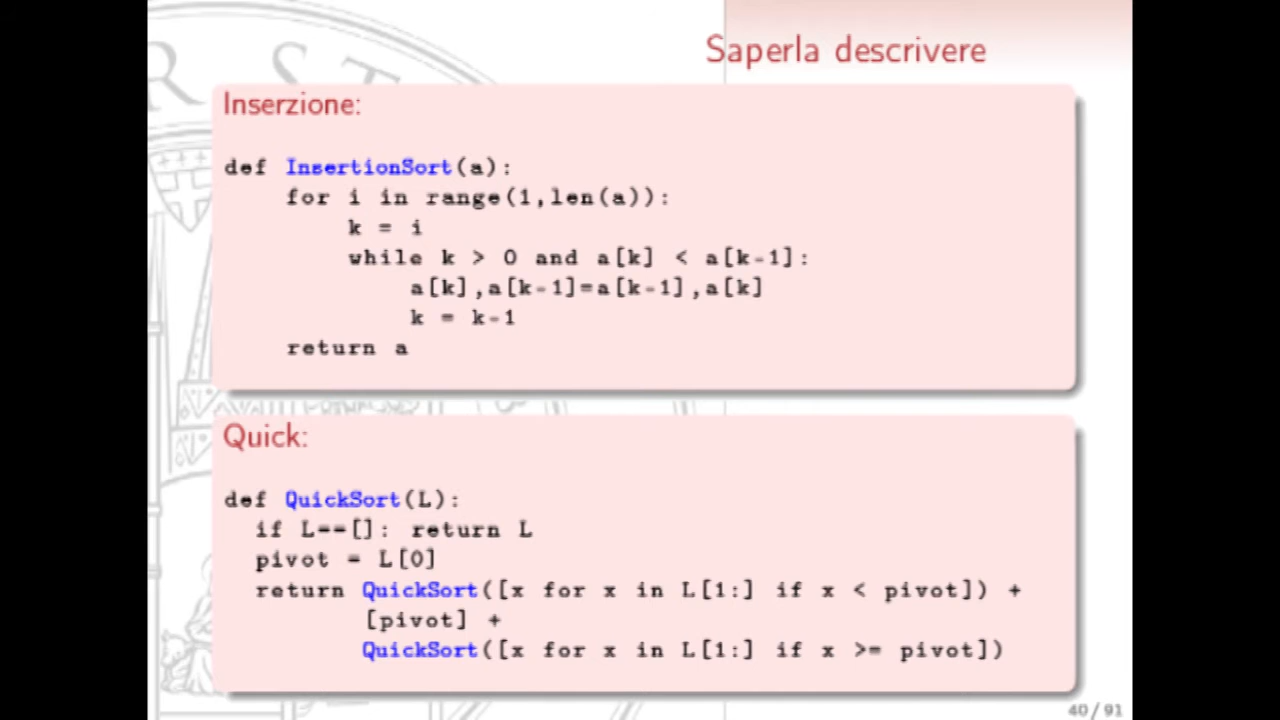 R S T
Saperla descrivere
Inserzione:
def InsertionSort(a):
    for i in range(1,len(a)):
        k = i
        while k > 0 and a[k] < a[k-1]:
            a[k],a[k-1]=a[k-1],a[k]
            k = k-1
    return a
Quick:
def QuickSort(L):
  if L==[]: return L
  pivot = L[0]
  return QuickSort([x for x in L[1:] if x < pivot]) +
         [pivot] +
         QuickSort([x for x in L[1:] if x >= pivot])
40 / 91